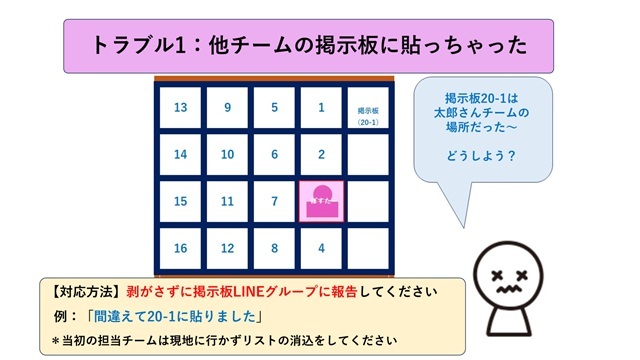 トラブル1：他チームの掲示板に貼っちゃった
13 9 5 1 掲示板
(20-1)
14 10 6 2
15 11 7 ぽすたー
16 12 8 4
掲示板20-1は
太郎さんチームの
場所だった～
どうしよう？
【対応方法】剥がさずに掲示板LINEグループに報告してください
例：「間違えて20-1に貼りました」
＊当初の担当チームは現地に行かずリストの消込をしてください